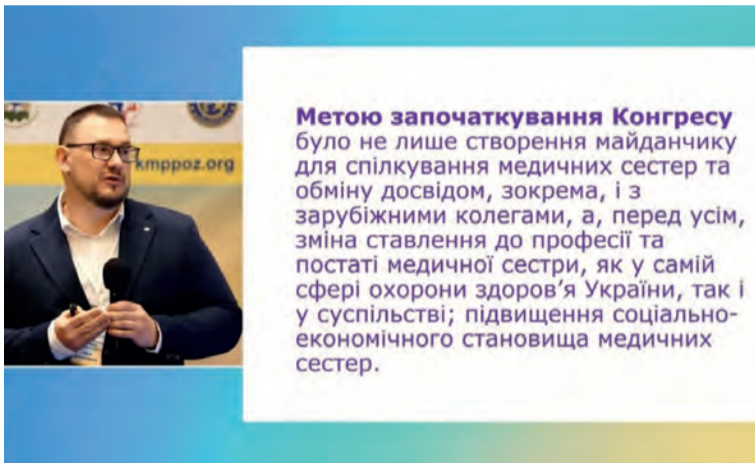 kmppoz.org
Метою започаткування Конгресу
було не лише створення майданчику
для спілкування медичних сестер та
обміну досвідом, зокрема, і з
зарубіжними колегами, а, перед усім,
зміна ставлення до професії та
постаті медичної сестри, як у самій
сфері охорони здоров’я України, так і
у суспільстві; підвищення соціально-
економічного становища медичних
сестер.